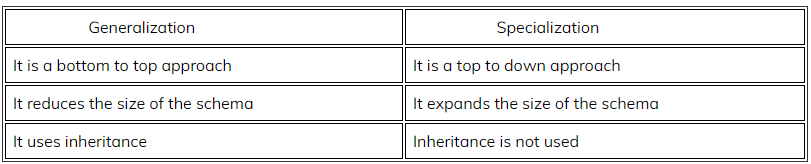 Generalization Specialization
It is a bottom to top approach It is a top to down approach
It reduces the size of the schema It expands the size of the schema
It uses inheritance Inheritance is not used